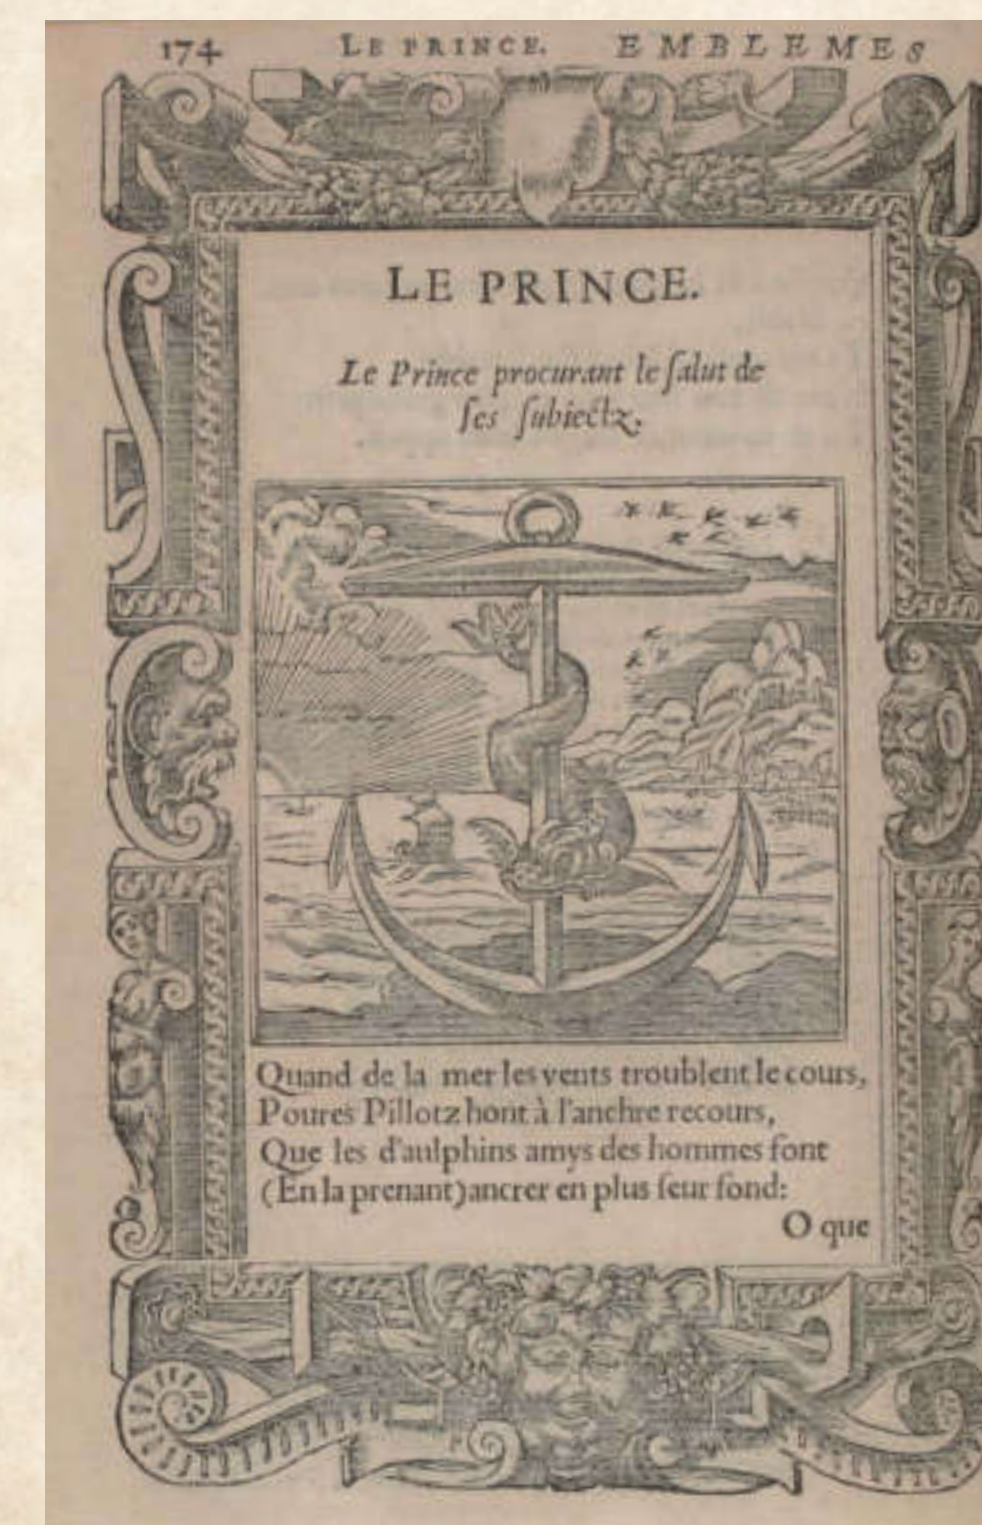 174 LE PRINCE. EMBLEMES
LE PRINCE.
Le Prince procurant le ſalut de
ſes ſubiectz.
Quand de la mer les vents troublent le cours,
Poures Pillotz hont à l'anchre recours,
Que les d'aulphins amys des hommes font
(En la prenant) ancrer en plus ſeur fond:
O que